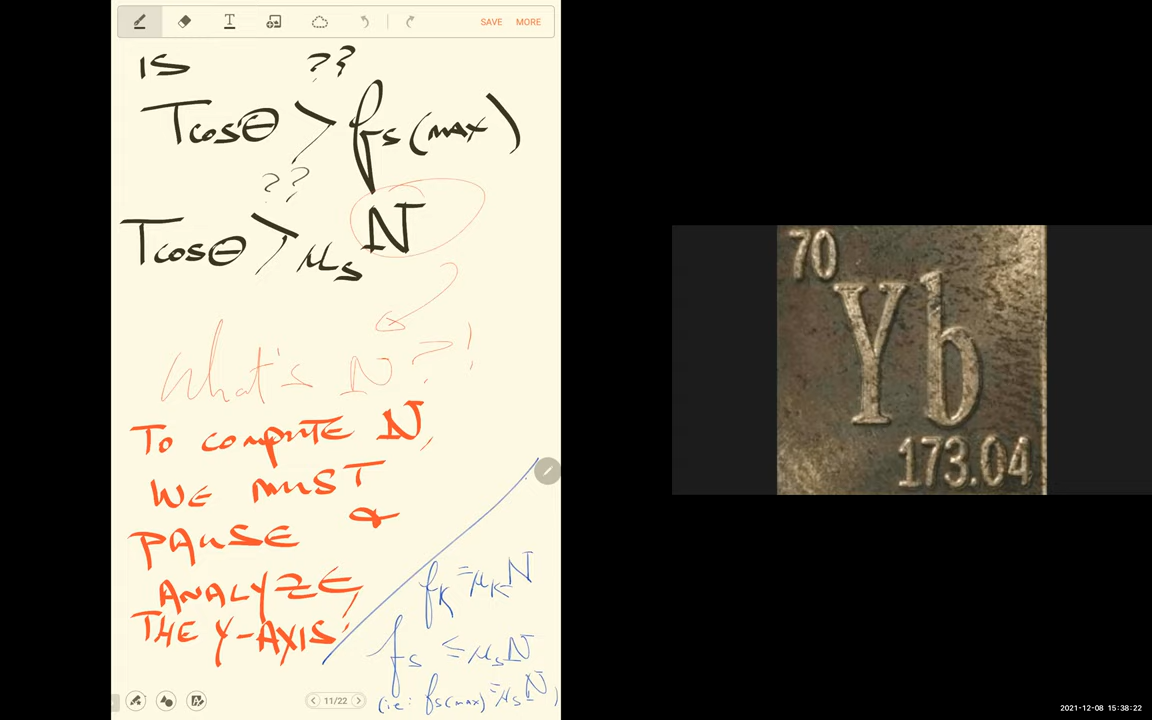 SAVE MORE
IS ??
Tcosθ > fs(max)
??
Tcosθ > μs N
What's N?!
TO COMPUTE N,
WE MUST
PAUSE &
ANALYZE
THE Y-AXIS!
fK = μK N
fs ≤ μs N
(ie: fs(max) = μs N)
11/22
70
Yb
173.04
2021-12-08 15:38:22